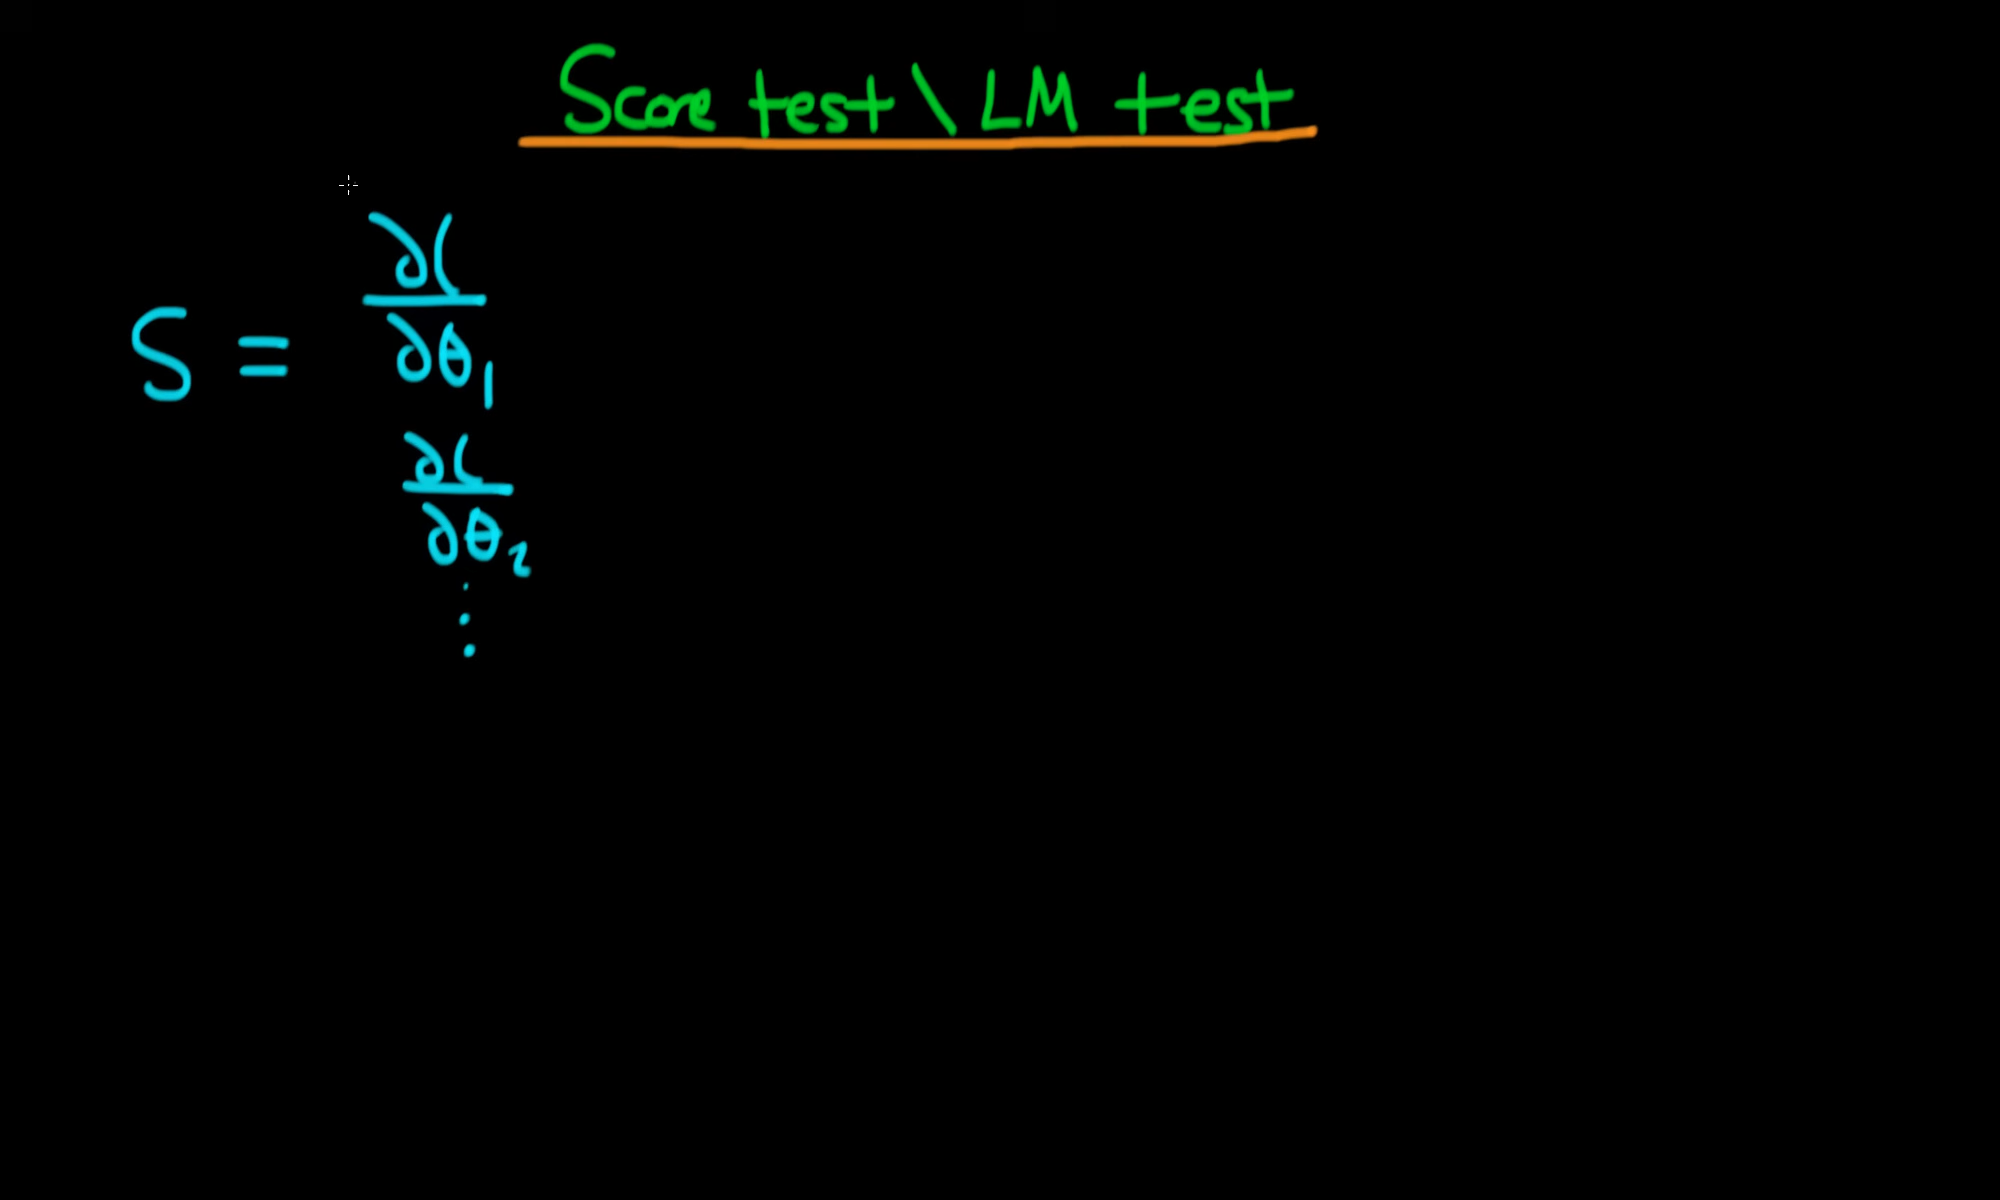 Score test \ LM test
S = ∂l/∂θ₁
∂l/∂θ₂
⋮